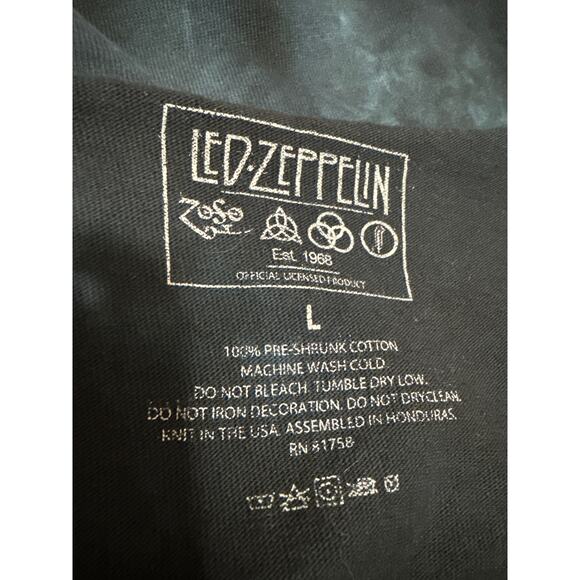 LED·ZEPPELIN
ZOSO
Est. 1968
OFFICIAL LICENSED PRODUCT
L
100% PRE-SHRUNK COTTON
MACHINE WASH COLD
DO NOT BLEACH. TUMBLE DRY LOW.
DO NOT IRON DECORATION. DO NOT DRYCLEAN.
KNIT IN THE USA. ASSEMBLED IN HONDURAS.
RN 81758